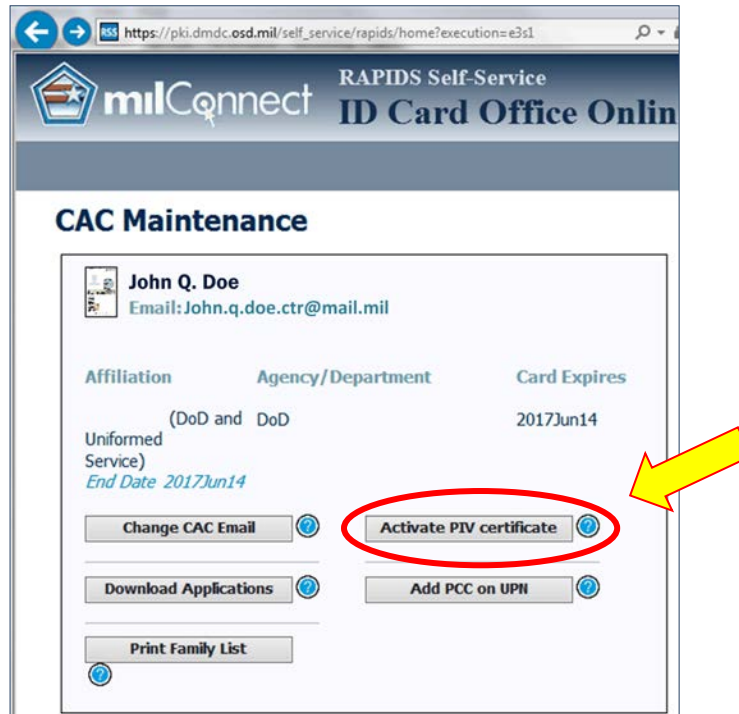 RSS https://pki.dmdc.osd.mil/self_service/rapids/home?execution=e3s1
milConnect
RAPIDS Self-Service
ID Card Office Onlin
CAC Maintenance
John Q. Doe
Email: John.q.doe.ctr@mail.mil
Affiliation Agency/Department Card Expires
(DoD and DoD 2017Jun14
Uniformed
Service)
End Date 2017Jun14
Change CAC Email ? Activate PIV certificate ?
Download Applications ? Add PCC on UPN ?
Print Family List
?